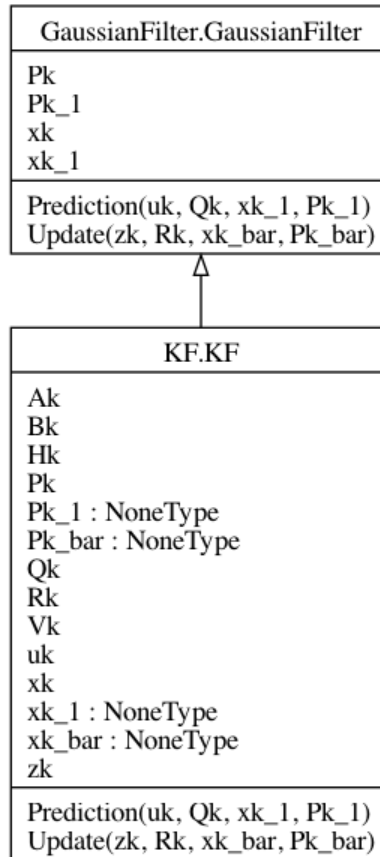 GaussianFilter.GaussianFilter
Pk
Pk_1
xk
xk_1
Prediction(uk, Qk, xk_1, Pk_1)
Update(zk, Rk, xk_bar, Pk_bar)
KF.KF
Ak
Bk
Hk
Pk
Pk_1 : NoneType
Pk_bar : NoneType
Qk
Rk
Vk
uk
xk
xk_1 : NoneType
xk_bar : NoneType
zk
Prediction(uk, Qk, xk_1, Pk_1)
Update(zk, Rk, xk_bar, Pk_bar)